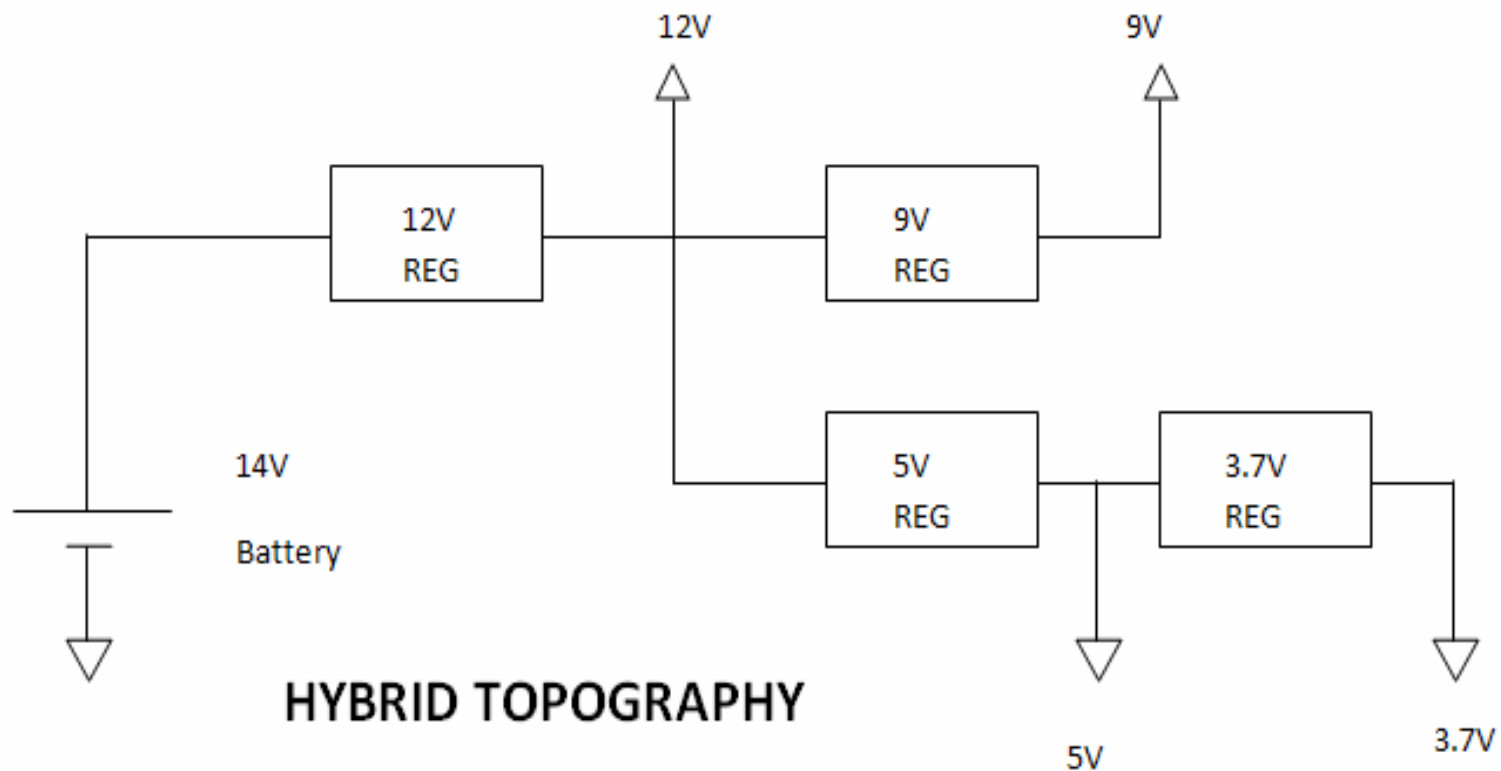 12V
9V
12V
REG
9V
REG
14V
Battery
5V
REG
3.7V
REG
HYBRID TOPOGRAPHY
5V
3.7V